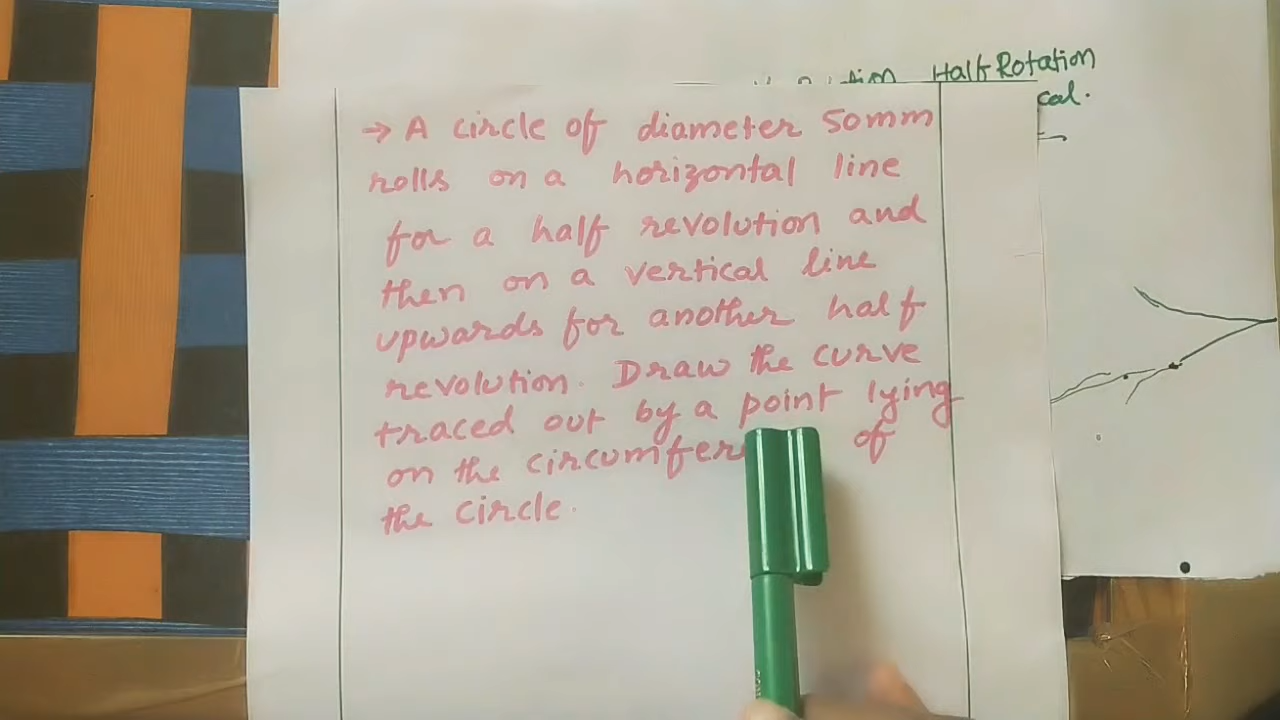 Half Rotation
cal.
→ A circle of diameter 50mm
rolls on a horizontal line
for a half revolution and
then on a vertical line
upwards for another half
revolution. Draw the curve
traced out by a point lying
on the circumfer of
the circle.